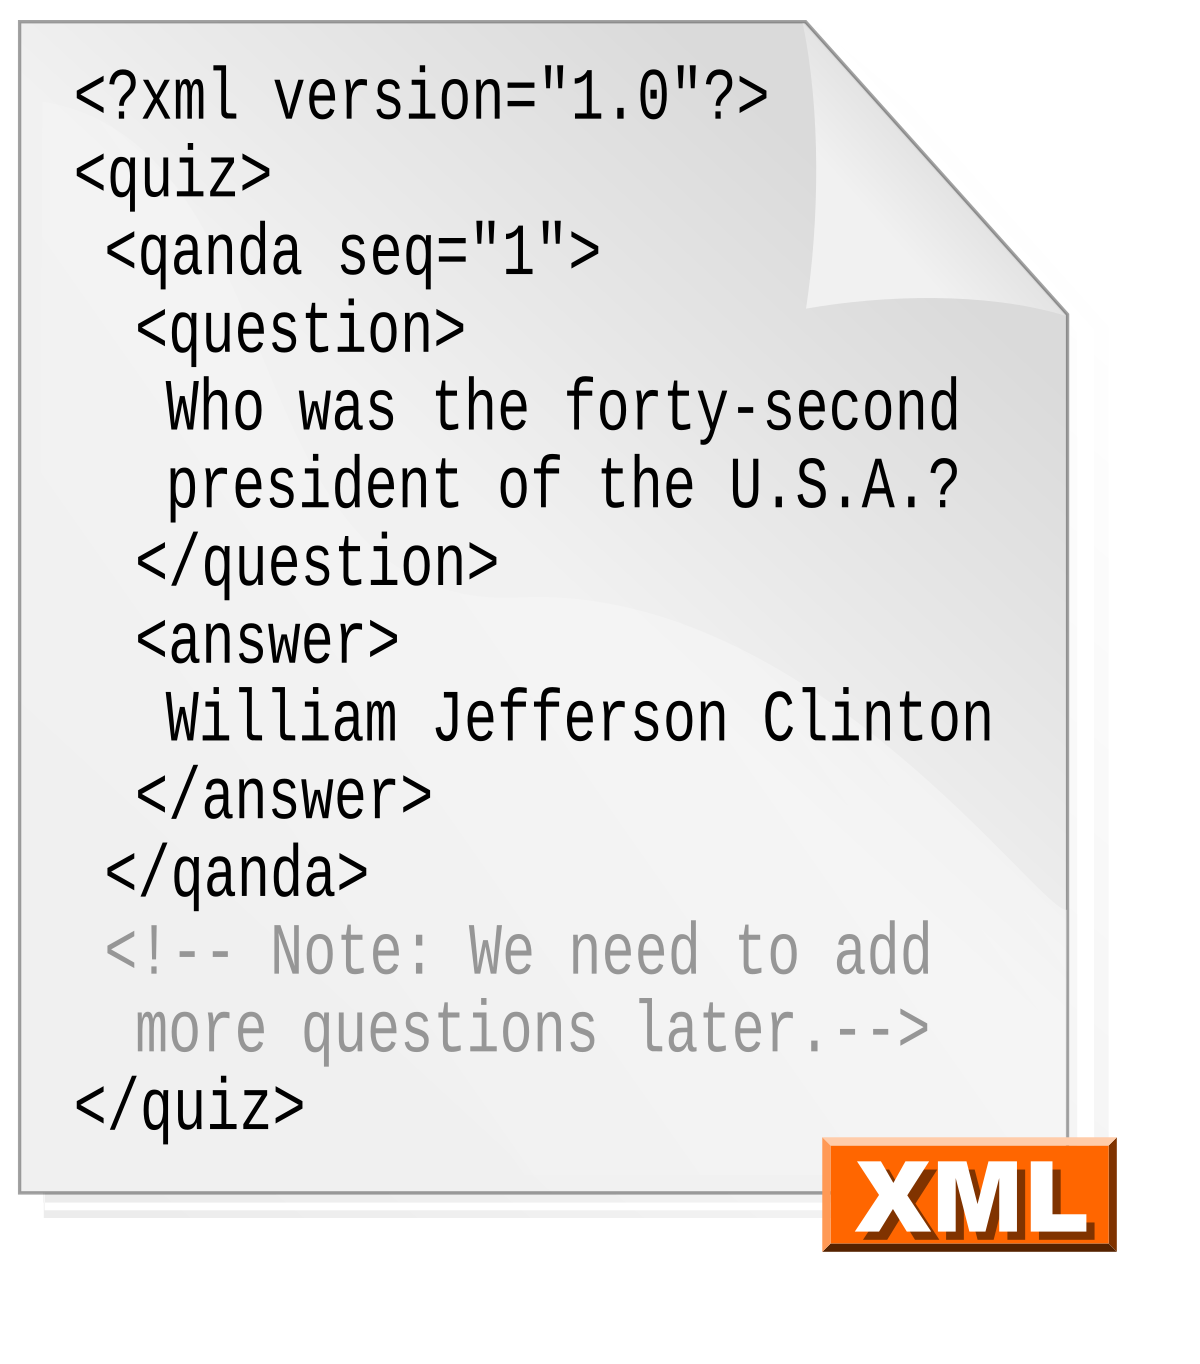 <?xml version="1.0"?>
<quiz>
<qanda seq="1">
<question>
Who was the forty-second
president of the U.S.A.?
</question>
<answer>
William Jefferson Clinton
</answer>
</qanda>
<!-- Note: We need to add
more questions later.-->
</quiz>
XML